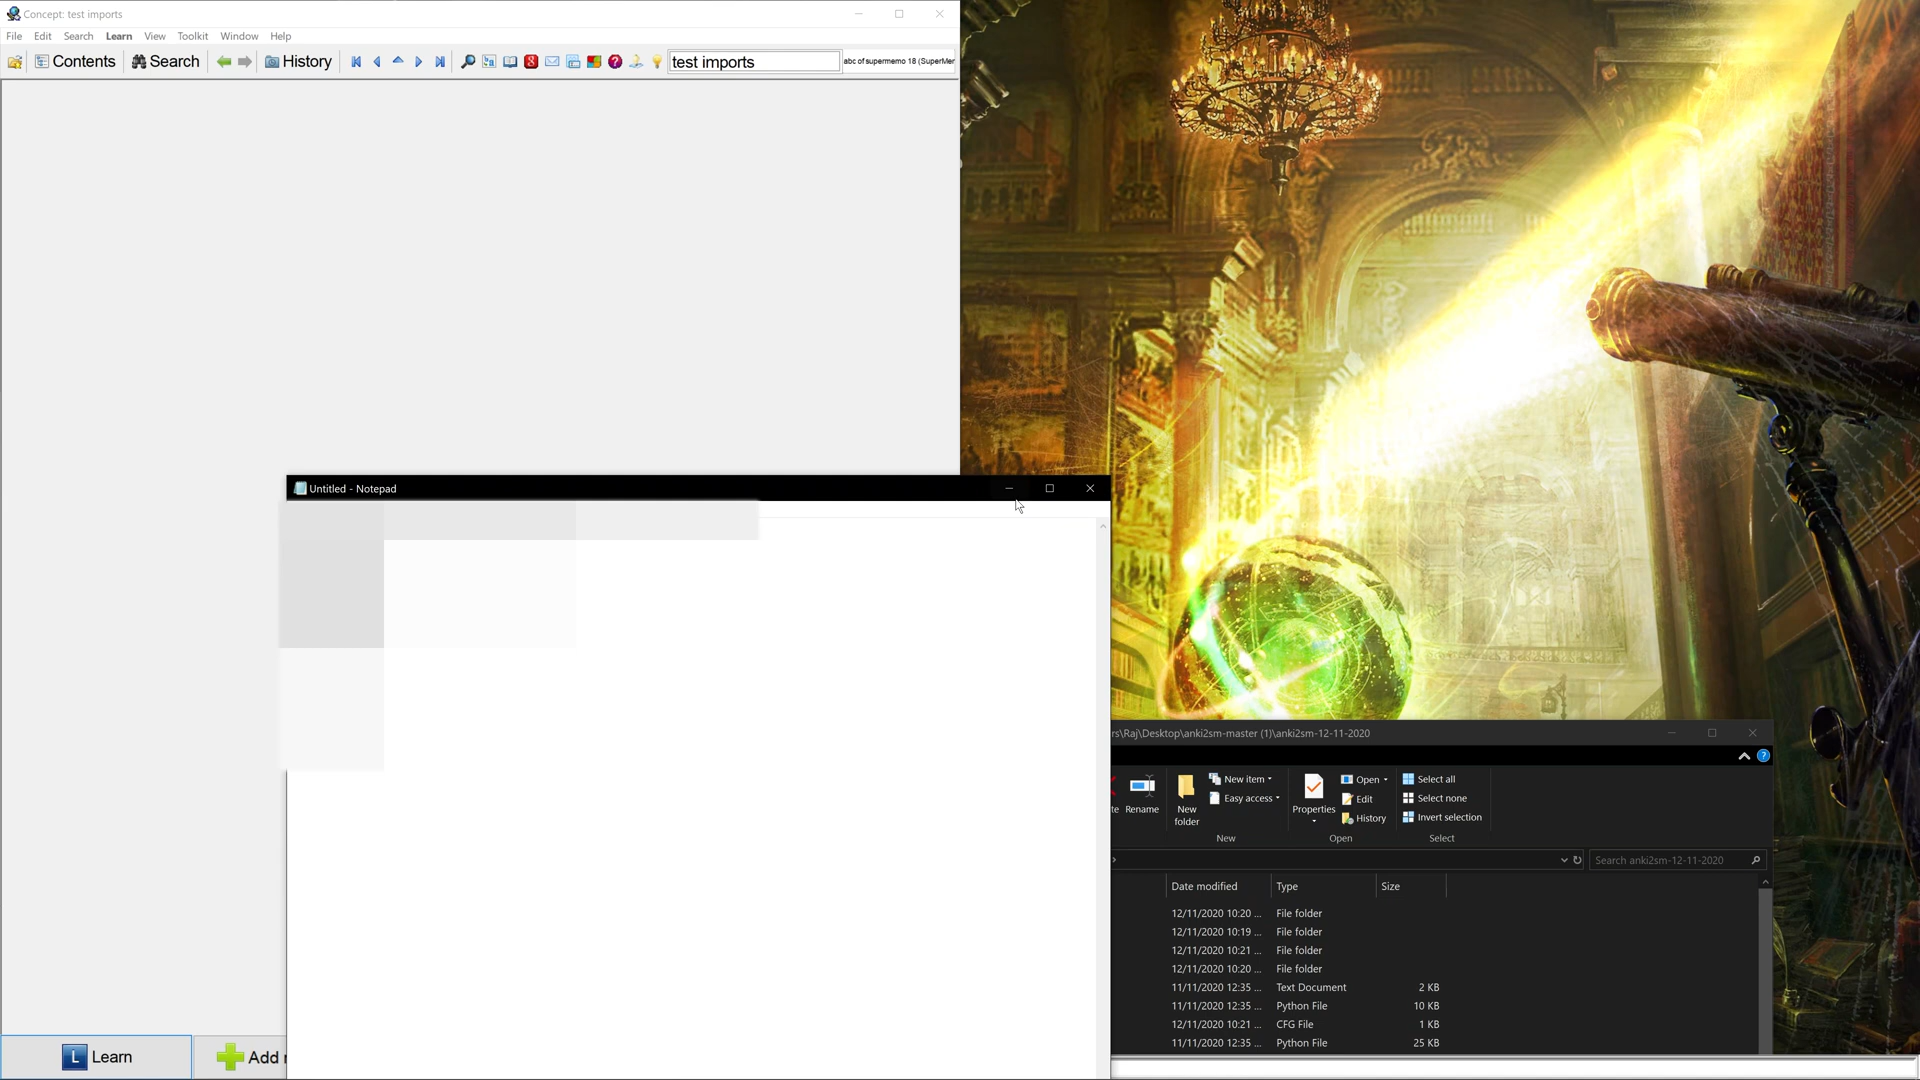 Concept: test imports
File Edit Search Learn View Toolkit Window Help
Contents Search History test imports abc of supermemo 18 (SuperMer
Untitled - Notepad
rs\Raj\Desktop\anki2sm-master (1)\anki2sm-12-11-2020
te Rename New folder New item Easy access Properties Open Edit History Select all Select none Invert selection
New Open Select
Search anki2sm-12-11-2020
Date modified Type Size
12/11/2020 10:20 ... File folder
12/11/2020 10:19 ... File folder
12/11/2020 10:21 ... File folder
12/11/2020 10:20 ... File folder
11/11/2020 12:35 ... Text Document 2 KB
11/11/2020 12:35 ... Python File 10 KB
12/11/2020 10:21 ... CFG File 1 KB
11/11/2020 12:35 ... Python File 25 KB
L Learn Add